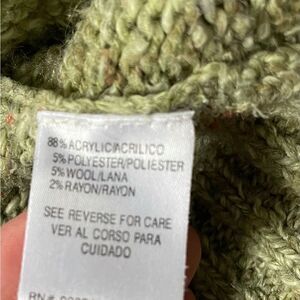 88% ACRYLIC/ACRILICO
5% POLYESTER/POLIESTER
5% WOOL/LANA
2% RAYON/RAYON
SEE REVERSE FOR CARE
VER AL CORSO PARA
CUIDADO
RN#